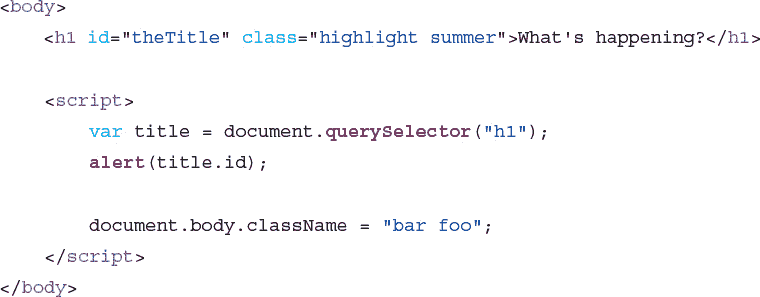 <body>
<h1 id="theTitle" class="highlight summer">What's happening?</h1>
<script>
var title = document.querySelector("h1");
alert(title.id);
document.body.className = "bar foo";
</script>
</body>